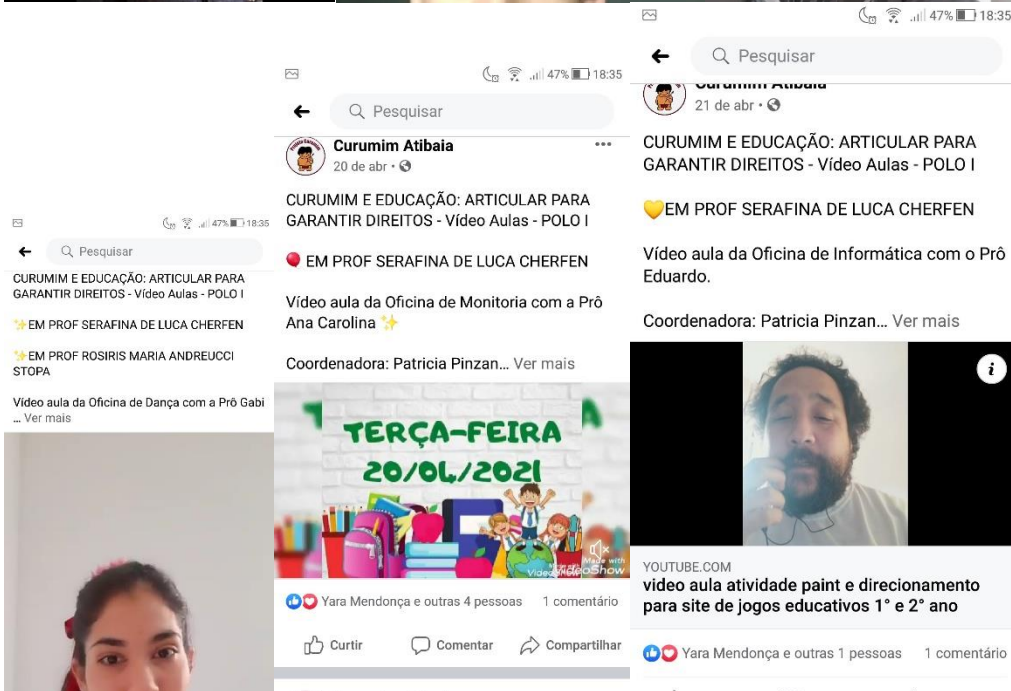 18:35
Pesquisar
CURUMIM E EDUCAÇÃO: ARTICULAR PARA
GARANTIR DIREITOS - Vídeo Aulas - POLO I
✨EM PROF SERAFINA DE LUCA CHERFEN
✨EM PROF ROSIRIS MARIA ANDREUCCI
STOPA
Vídeo aula da Oficina de Dança com a Prô Gabi
... Ver mais
47% 18:35
Pesquisar
Curumim Atibaia
20 de abr
CURUMIM E EDUCAÇÃO: ARTICULAR PARA
GARANTIR DIREITOS - Vídeo Aulas - POLO I
🎈 EM PROF SERAFINA DE LUCA CHERFEN
Vídeo aula da Oficina de Monitoria com a Prô
Ana Carolina ✨
Coordenadora: Patricia Pinzan... Ver mais
TERÇA-FEIRA
20/04/2021
Made with
VideoShow
Yara Mendonça e outras 4 pessoas 1 comentário
Curtir Comentar Compartilhar
47% 18:35
Pesquisar
Curumim Atibaia
21 de abr
CURUMIM E EDUCAÇÃO: ARTICULAR PARA
GARANTIR DIREITOS - Vídeo Aulas - POLO I
💛EM PROF SERAFINA DE LUCA CHERFEN
Vídeo aula da Oficina de Informática com o Prô
Eduardo.
Coordenadora: Patricia Pinzan... Ver mais
YOUTUBE.COM
video aula atividade paint e direcionamento
para site de jogos educativos 1° e 2° ano
Yara Mendonça e outras 1 pessoas 1 comentário